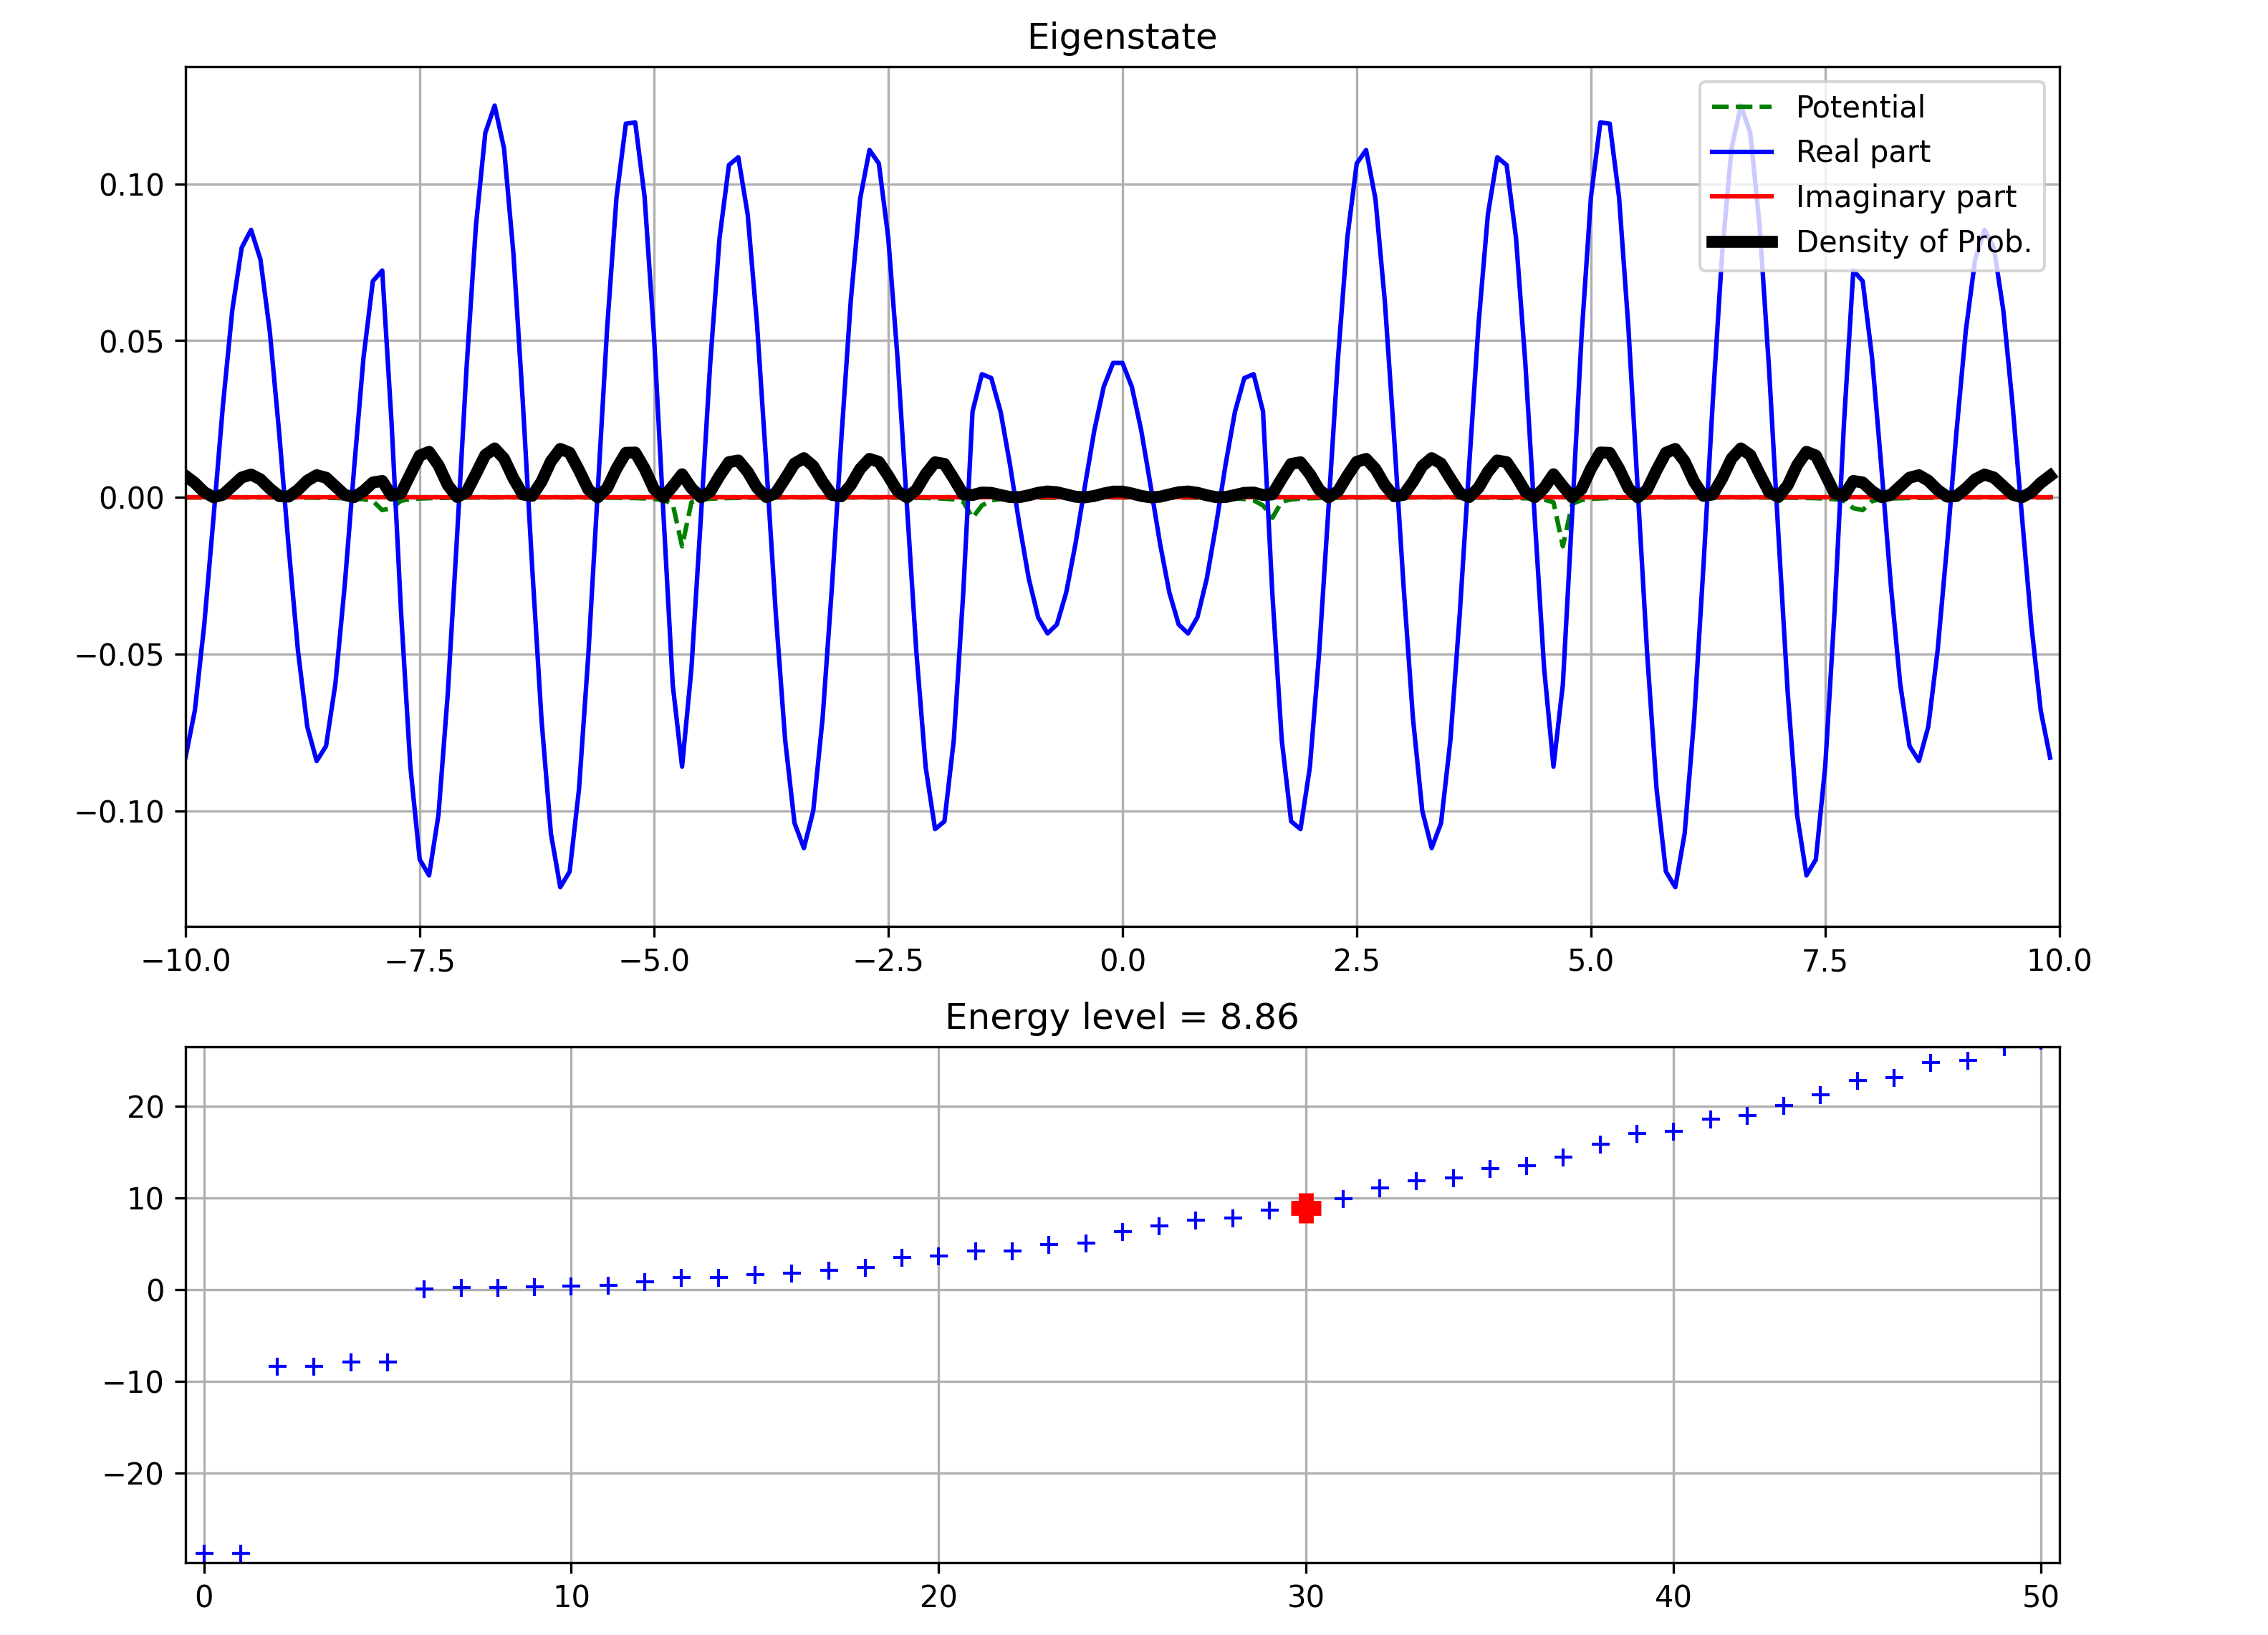 Eigenstate
Potential
Real part
Imaginary part
Density of Prob.
0.10
0.05
0.00
−0.05
−0.10
−10.0 −7.5 −5.0 −2.5 0.0 2.5 5.0 7.5 10.0
Energy level = 8.86
20
10
0
−10
−20
0 10 20 30 40 50